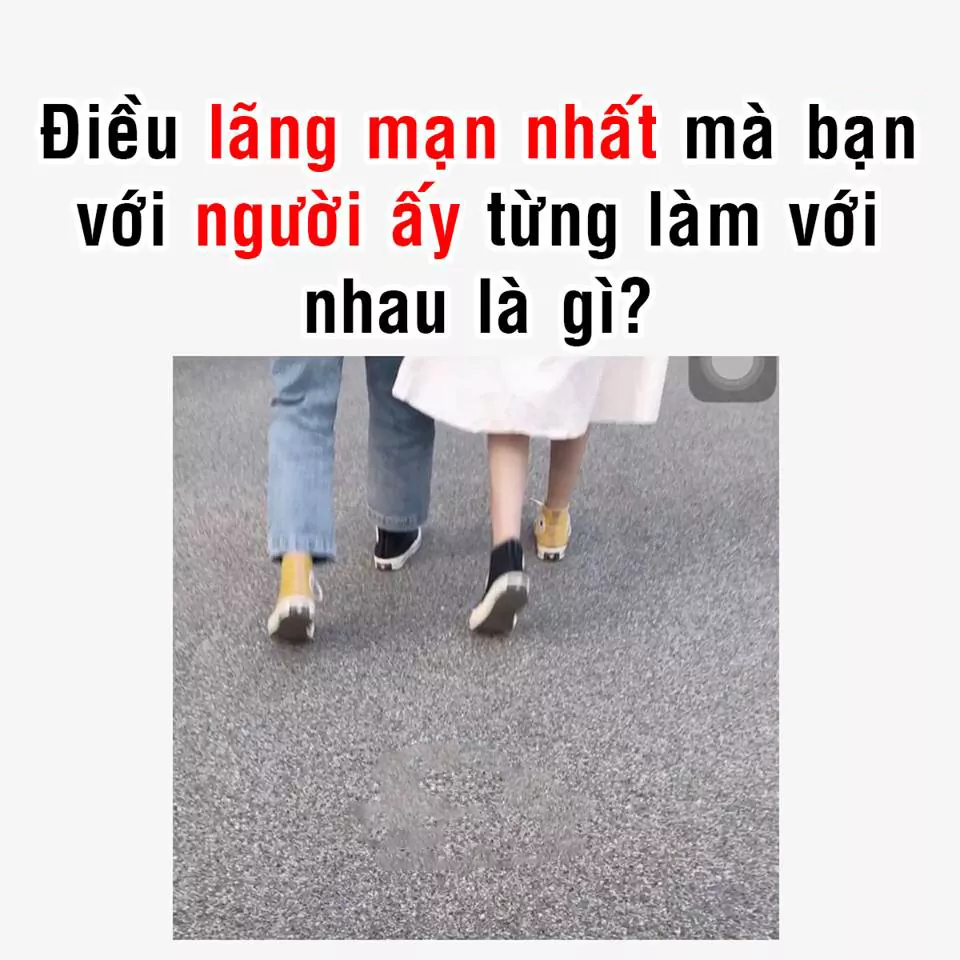 Điều lãng mạn nhất mà bạn
với người ấy từng làm với
nhau là gì?